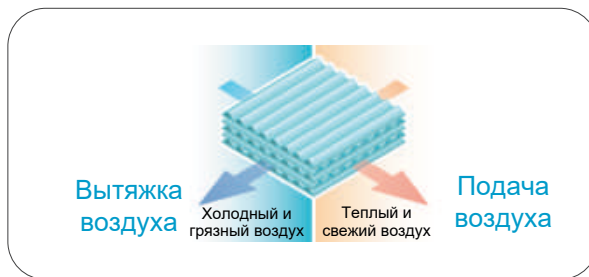 Вытяжка
воздуха
Холодный и
грязный воздух
Теплый и
свежий воздух
Подача
воздуха